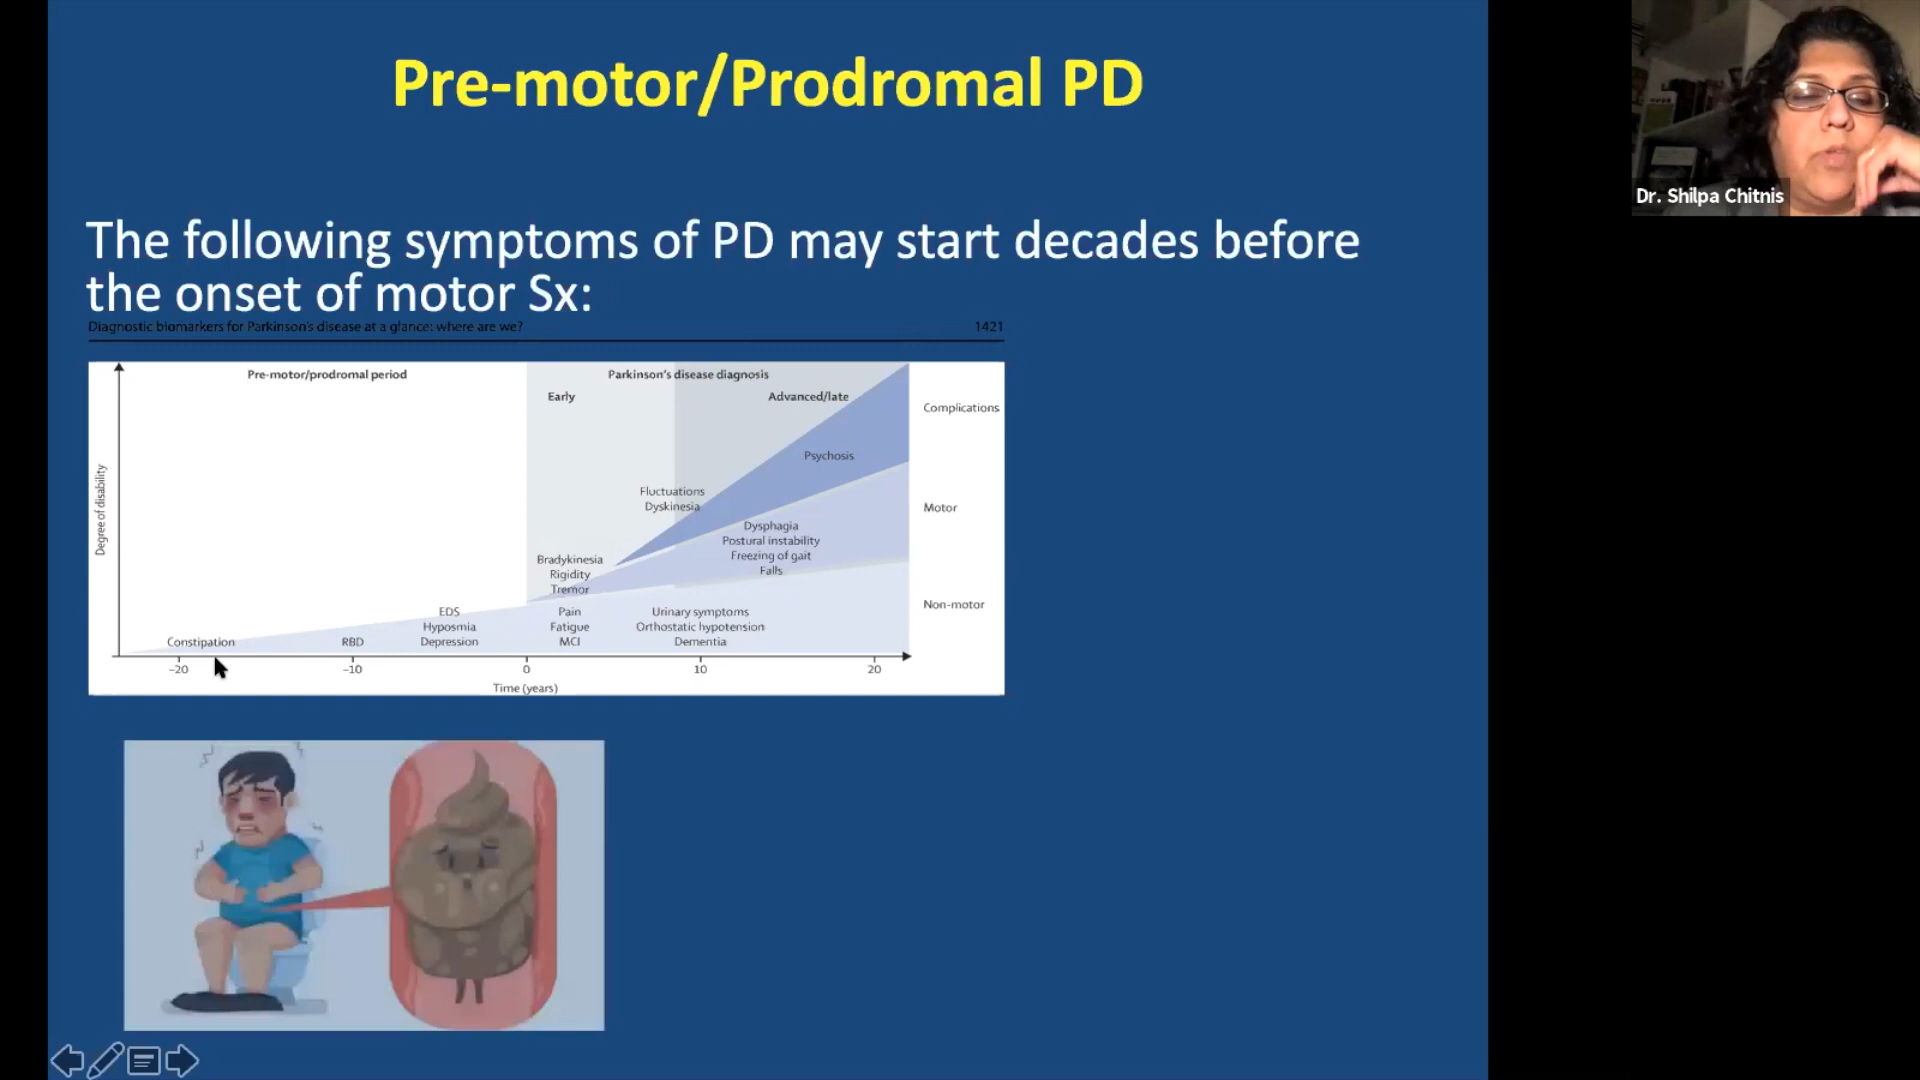 Pre-motor/Prodromal PD
Dr. Shilpa Chitnis
The following symptoms of PD may start decades before
the onset of motor Sx:
Diagnostic biomarkers for Parkinson's disease at a glance: where are we? 1421
Pre-motor/prodromal period
Parkinson's disease diagnosis
Early
Advanced/late
Complications
Psychosis
Degree of disability
Fluctuations
Dyskinesia
Motor
Dysphagia
Postural instability
Freezing of gait
Falls
Bradykinesia
Rigidity
Tremor
Non-motor
EDS
Hyposmia
Depression
Pain
Fatigue
MCI
Urinary symptoms
Orthostatic hypotension
Dementia
Constipation
RBD
–20 –10 0 10 20
Time (years)